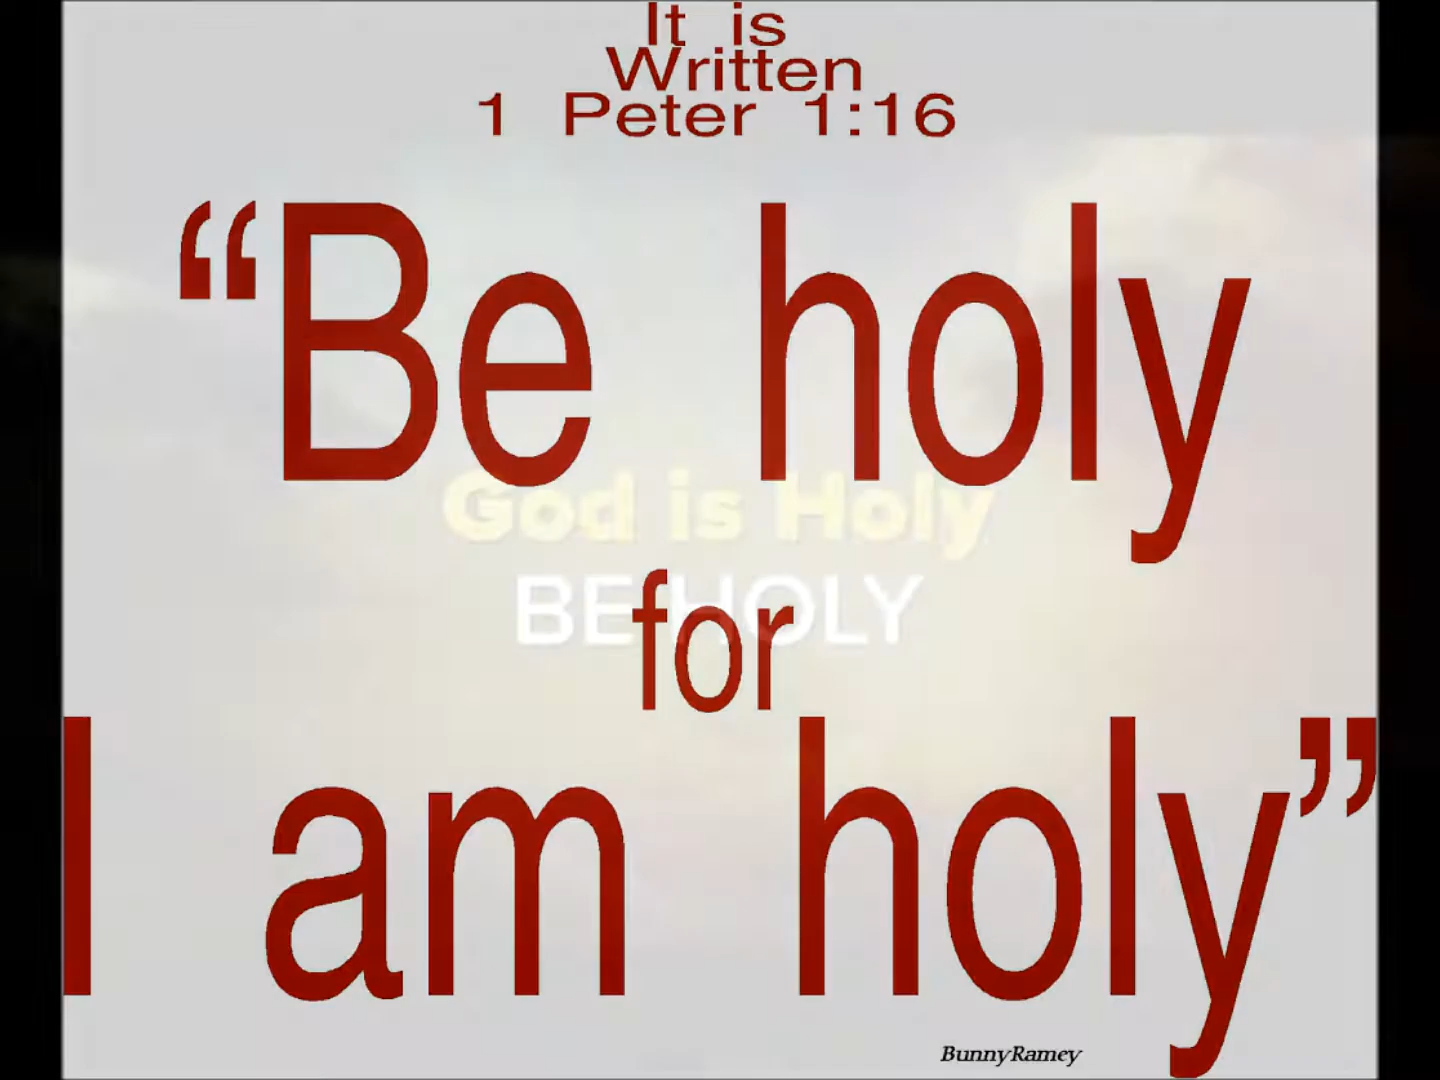 It is
Written
1 Peter 1:16
“Be holy
God is Holy
BE HOLY
for
I am holy”
BunnyRamey